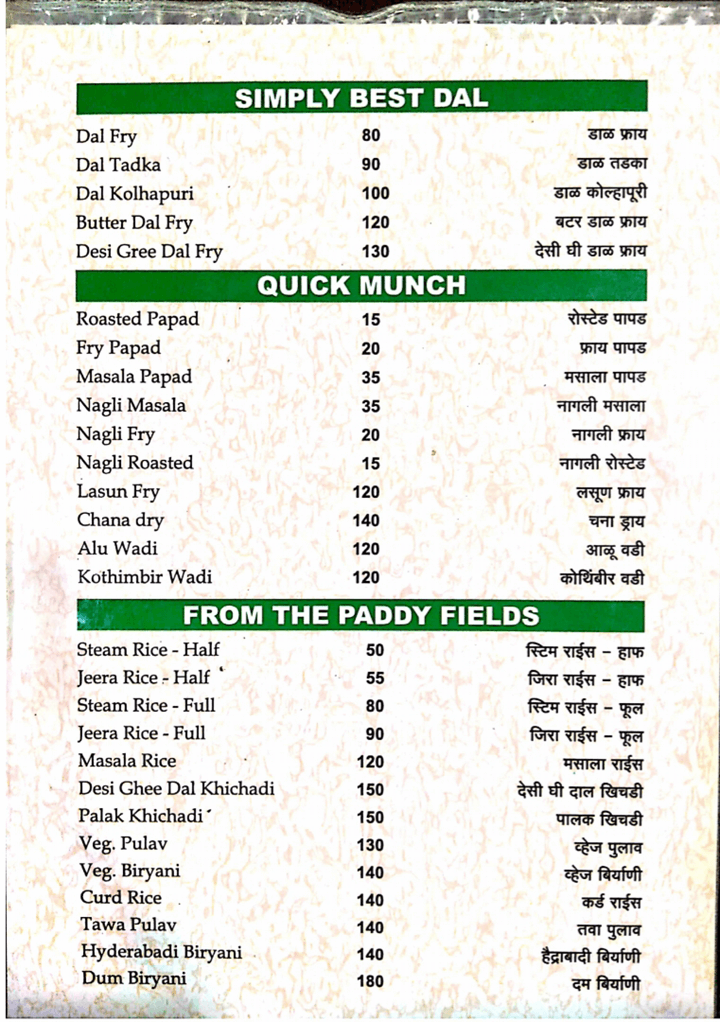 SIMPLY BEST DAL
Dal Fry 80 डाळ फ्राय
Dal Tadka 90 डाळ तडका
Dal Kolhapuri 100 डाळ कोल्हापूरी
Butter Dal Fry 120 बटर डाळ फ्राय
Desi Gree Dal Fry 130 देसी घी डाळ फ्राय
QUICK MUNCH
Roasted Papad 15 रोस्टेड पापड
Fry Papad 20 फ्राय पापड
Masala Papad 35 मसाला पापड
Nagli Masala 35 नागली मसाला
Nagli Fry 20 नागली फ्राय
Nagli Roasted 15 नागली रोस्टेड
Lasun Fry 120 लसूण फ्राय
Chana dry 140 चना ड्राय
Alu Wadi 120 आळू वडी
Kothimbir Wadi 120 कोथिंबीर वडी
FROM THE PADDY FIELDS
Steam Rice - Half 50 स्टिम राईस – हाफ
Jeera Rice - Half 55 जिरा राईस – हाफ
Steam Rice - Full 80 स्टिम राईस – फूल
Jeera Rice - Full 90 जिरा राईस – फूल
Masala Rice 120 मसाला राईस
Desi Ghee Dal Khichadi 150 देसी घी दाल खिचडी
Palak Khichadi 150 पालक खिचडी
Veg. Pulav 130 व्हेज पुलाव
Veg. Biryani 140 व्हेज बिर्याणी
Curd Rice 140 कर्ड राईस
Tawa Pulav 140 तवा पुलाव
Hyderabadi Biryani 140 हैद्राबादी बिर्याणी
Dum Biryani 180 दम बिर्याणी